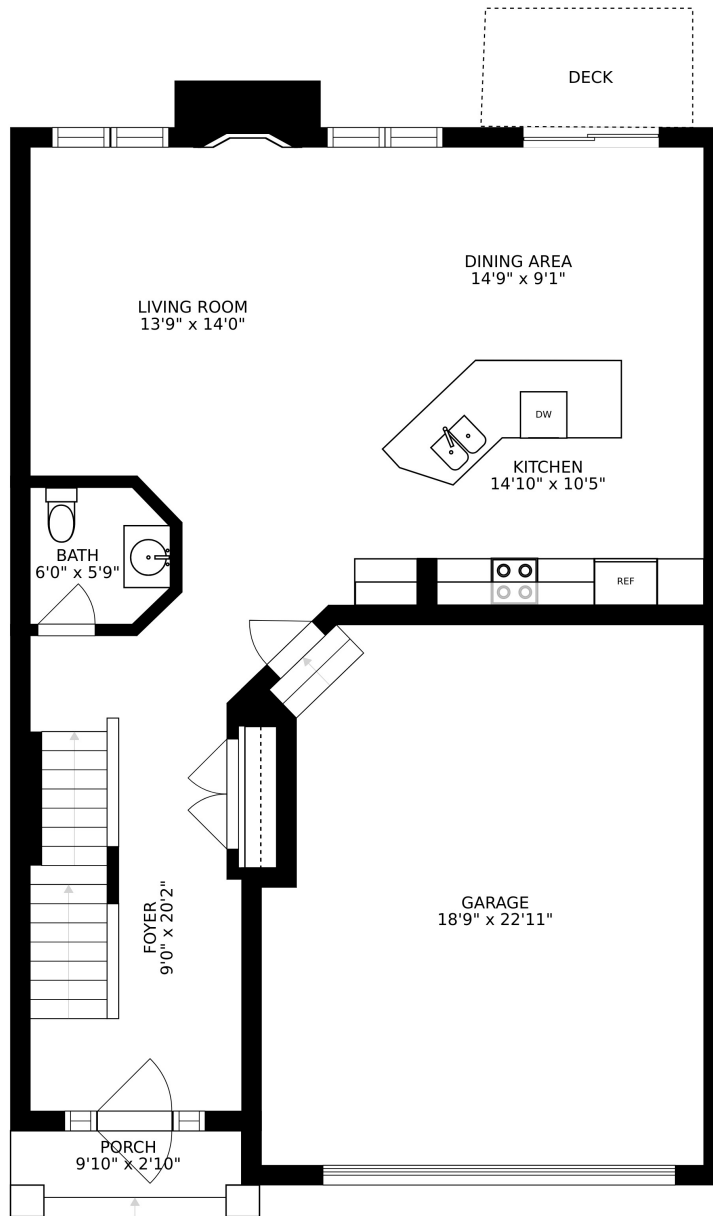 DECK
DINING AREA
14'9" x 9'1"
LIVING ROOM
13'9" x 14'0"
DW
KITCHEN
14'10" x 10'5"
BATH
6'0" x 5'9"
REF
GARAGE
18'9" x 22'11"
FOYER
9'0" x 20'2"
PORCH
9'10" x 2'10"